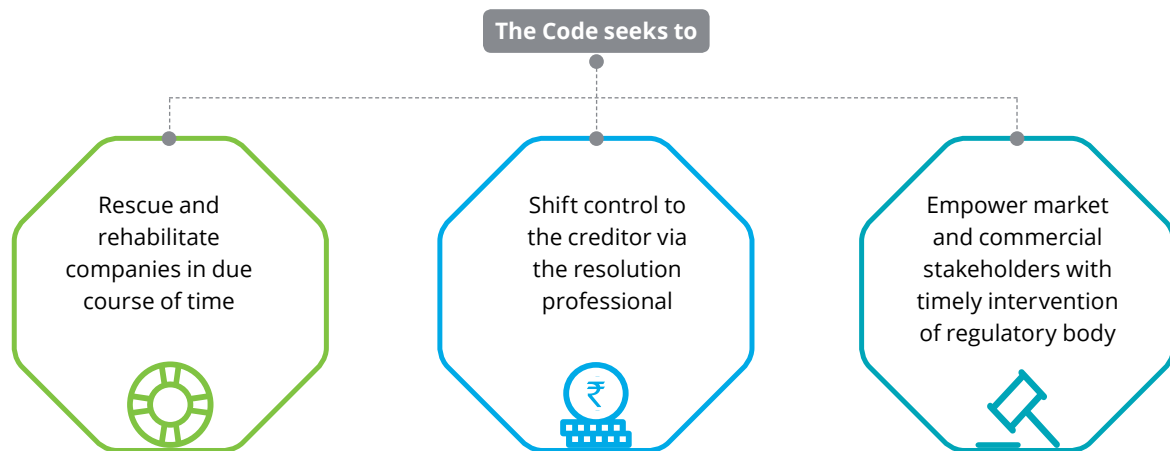 The Code seeks to
Rescue and
rehabilitate
companies in due
course of time
Shift control to
the creditor via
the resolution
professional
₹
Empower market
and commercial
stakeholders with
timely intervention
of regulatory body